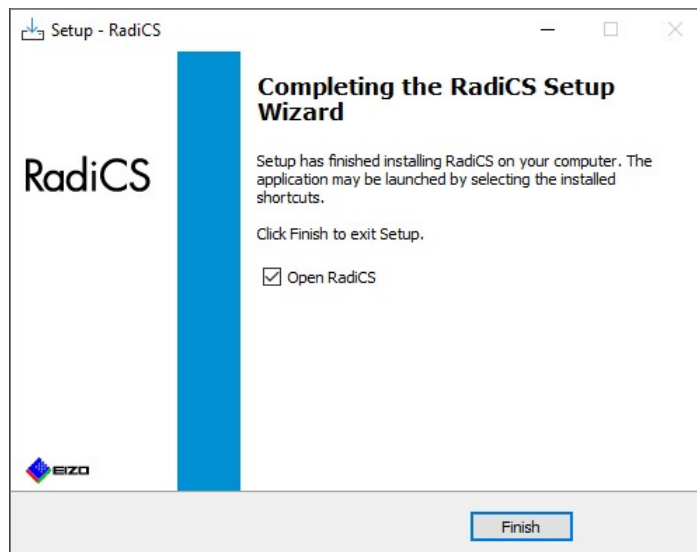 Setup - RadiCS
RadiCS
Completing the RadiCS Setup
Wizard
Setup has finished installing RadiCS on your computer. The
application may be launched by selecting the installed
shortcuts.
Click Finish to exit Setup.
Open RadiCS
EIZO
Finish